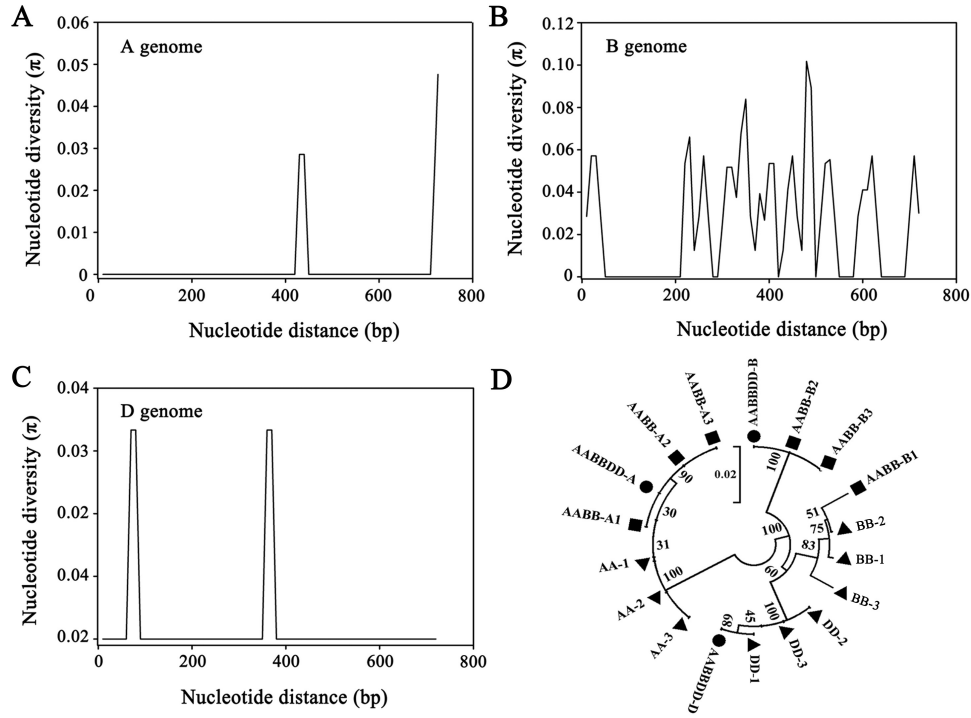 A
A genome
Nucleotide diversity (π)
0.06
0.05
0.04
0.03
0.02
0.01
0
0
200
400
600
800
Nucleotide distance (bp)
B
B genome
Nucleotide diversity (π)
0.12
0.10
0.08
0.06
0.04
0.02
0
0
200
400
600
800
Nucleotide distance (bp)
C
D genome
Nucleotide diversity (π)
0.04
0.03
0.02
0.04
0.02
0
200
400
600
800
Nucleotide distance (bp)
D
AABBDD-B
AABB-B2
AABB-B3
AABB-B1
BB-2
BB-1
BB-3
DD-2
DD-3
DD-1
AABBDD-D
AA-3
AA-2
AA-1
AABB-A1
AABBDD-A
AABB-A2
AABB-A3
0.02
100
90
30
31
100
100
51
75
83
60
100
45
68